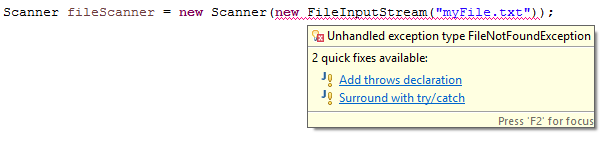 Scanner fileScanner = new Scanner(new FileInputStream("myFile.txt"));
Unhandled exception type FileNotFoundException
2 quick fixes available:
Add throws declaration
Surround with try/catch
Press 'F2' for focus